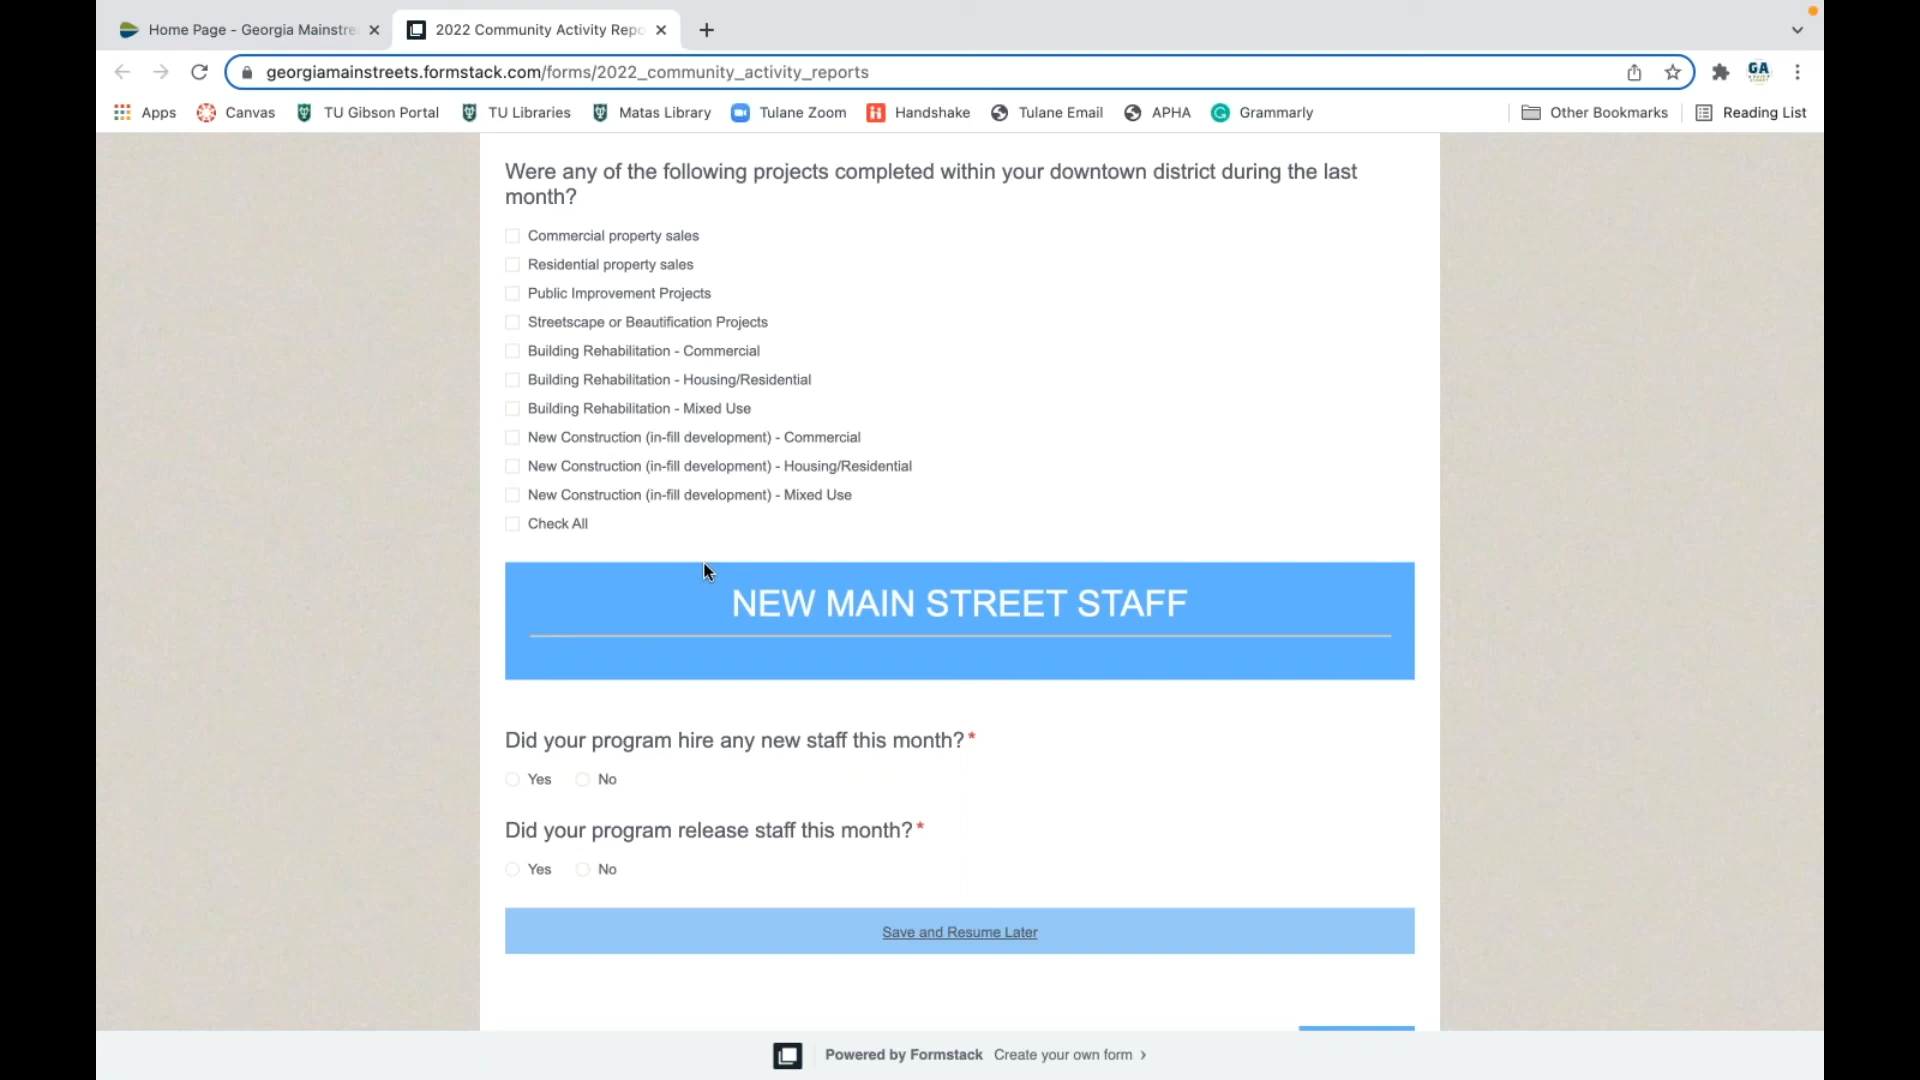 Home Page - Georgia Mainstre
2022 Community Activity Repo
georgiamainstreets.formstack.com/forms/2022_community_activity_reports
GA
Apps
Canvas
TU Gibson Portal
TU Libraries
Matas Library
Tulane Zoom
Handshake
Tulane Email
APHA
Grammarly
Other Bookmarks
Reading List
Were any of the following projects completed within your downtown district during the last
month?
Commercial property sales
Residential property sales
Public Improvement Projects
Streetscape or Beautification Projects
Building Rehabilitation - Commercial
Building Rehabilitation - Housing/Residential
Building Rehabilitation - Mixed Use
New Construction (in-fill development) - Commercial
New Construction (in-fill development) - Housing/Residential
New Construction (in-fill development) - Mixed Use
Check All
NEW MAIN STREET STAFF
Did your program hire any new staff this month?*
Yes No
Did your program release staff this month?*
Yes No
Save and Resume Later
Powered by Formstack Create your own form ›